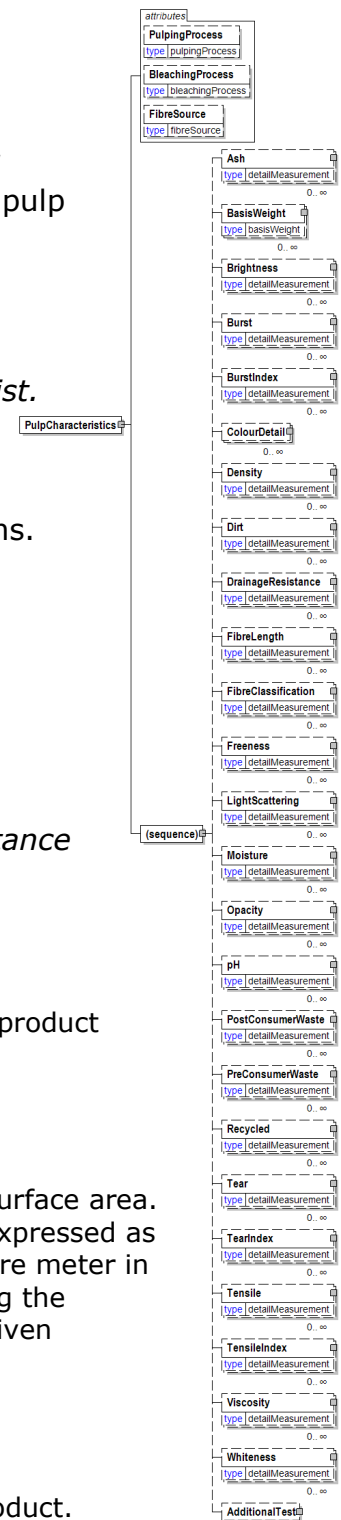 attributes
PulpingProcess
type pulpingProcess
BleachingProcess
type bleachingProcess
FibreSource
type fibreSource
pulp
ist.
ns.
tance
product
urface area.
xpressed as
re meter in
g the
iven
oduct.
PulpCharacteristics
(sequence)
Ash
type detailMeasurement
0.. ∞
BasisWeight
type basisWeight
0.. ∞
Brightness
type detailMeasurement
0.. ∞
Burst
type detailMeasurement
0.. ∞
BurstIndex
type detailMeasurement
0.. ∞
ColourDetail
0.. ∞
Density
type detailMeasurement
0.. ∞
Dirt
type detailMeasurement
0.. ∞
DrainageResistance
type detailMeasurement
0.. ∞
FibreLength
type detailMeasurement
0.. ∞
FibreClassification
type detailMeasurement
0.. ∞
Freeness
type detailMeasurement
0.. ∞
LightScattering
type detailMeasurement
0.. ∞
Moisture
type detailMeasurement
0.. ∞
Opacity
type detailMeasurement
0.. ∞
pH
type detailMeasurement
0.. ∞
PostConsumerWaste
type detailMeasurement
0.. ∞
PreConsumerWaste
type detailMeasurement
0.. ∞
Recycled
type detailMeasurement
0.. ∞
Tear
type detailMeasurement
0.. ∞
TearIndex
type detailMeasurement
0.. ∞
Tensile
type detailMeasurement
0.. ∞
TensileIndex
type detailMeasurement
0.. ∞
Viscosity
type detailMeasurement
0.. ∞
Whiteness
type detailMeasurement
0.. ∞
AdditionalTest